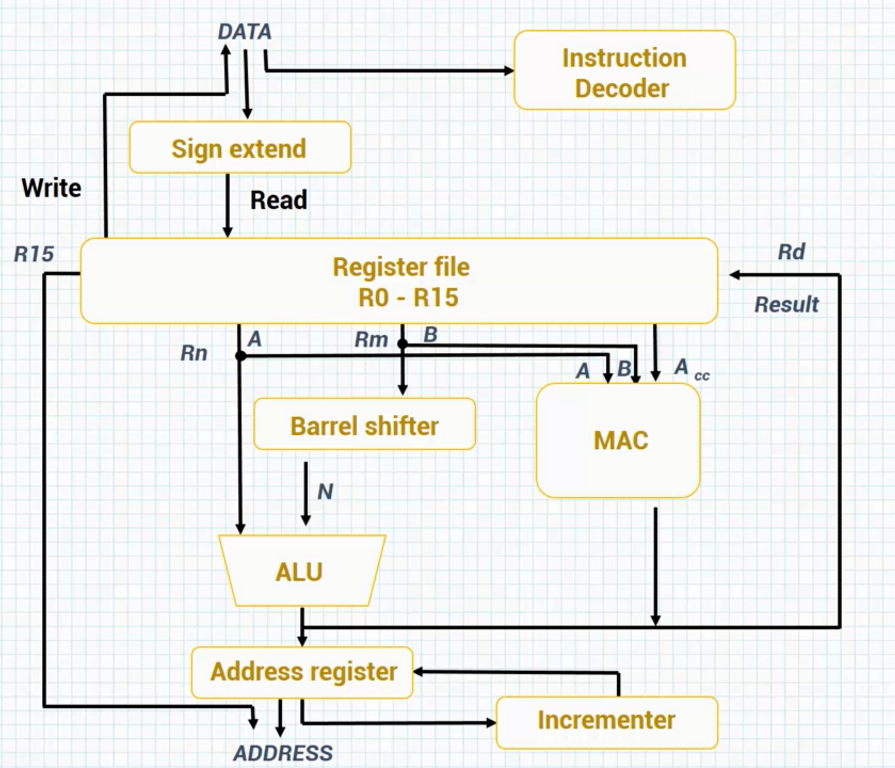 DATA
Instruction
Decoder
Sign extend
Write
Read
R15
Register file
R0 - R15
Rd
Result
Rn
A
Rm
B
A
B
A cc
Barrel shifter
MAC
N
ALU
Address register
Incrementer
ADDRESS